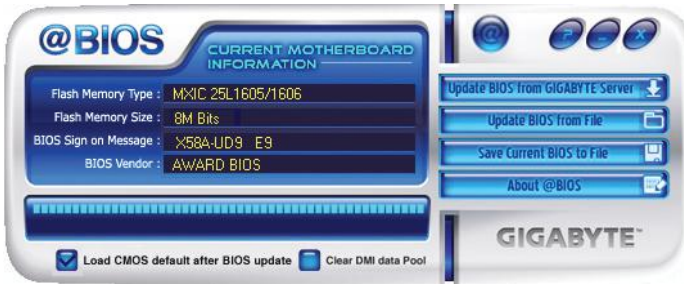 @BIOS
CURRENT MOTHERBOARD
INFORMATION
Flash Memory Type : MXIC 25L1605/1606
Flash Memory Size : 8M Bits
BIOS Sign on Message : X58A-UD9 E9
BIOS Vendor : AWARD BIOS
Load CMOS default after BIOS update
Clear DMI data Pool
@
? _ X
Update BIOS from GIGABYTE Server
Update BIOS from File
Save Current BIOS to File
About @BIOS
GIGABYTE™